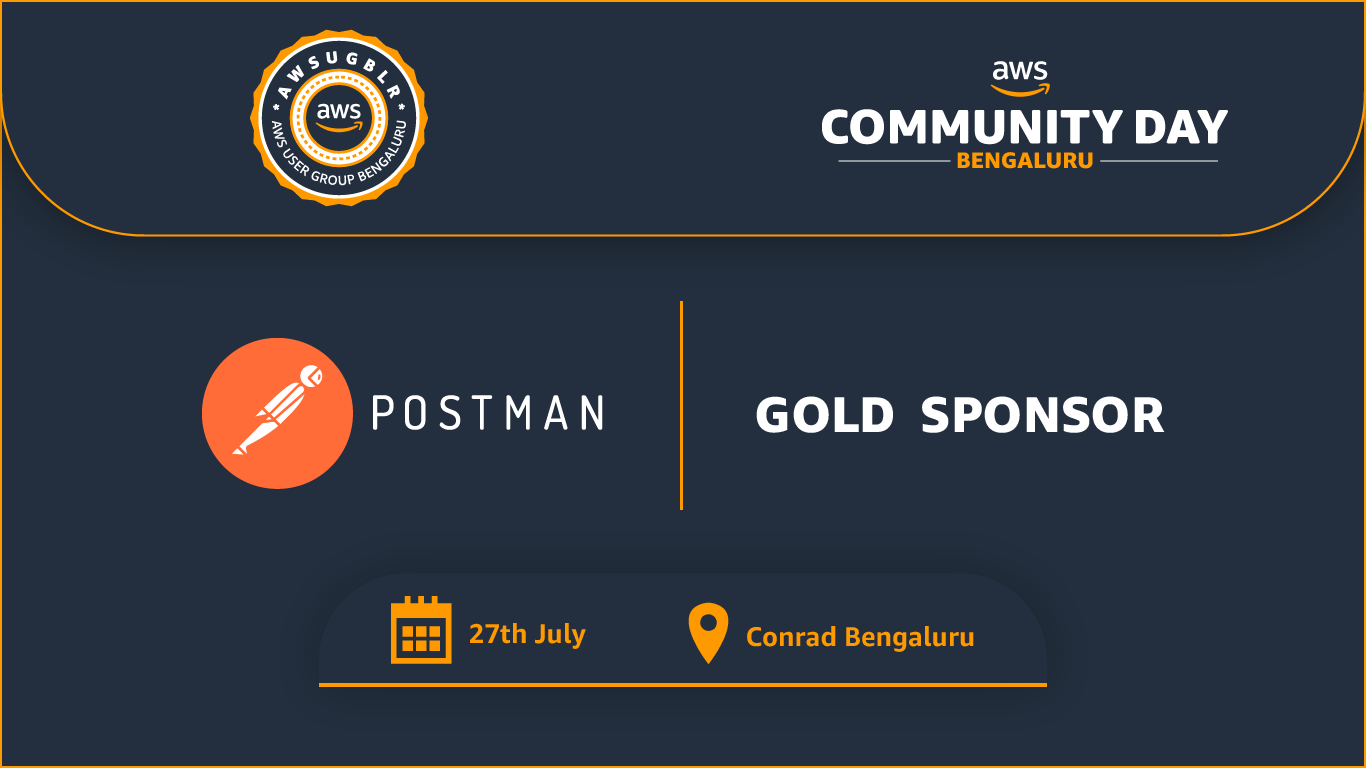 AWSUGBLR
aws
AWS USER GROUP BENGALURU
aws
COMMUNITY DAY
BENGALURU
POSTMAN
GOLD SPONSOR
27th July
Conrad Bengaluru